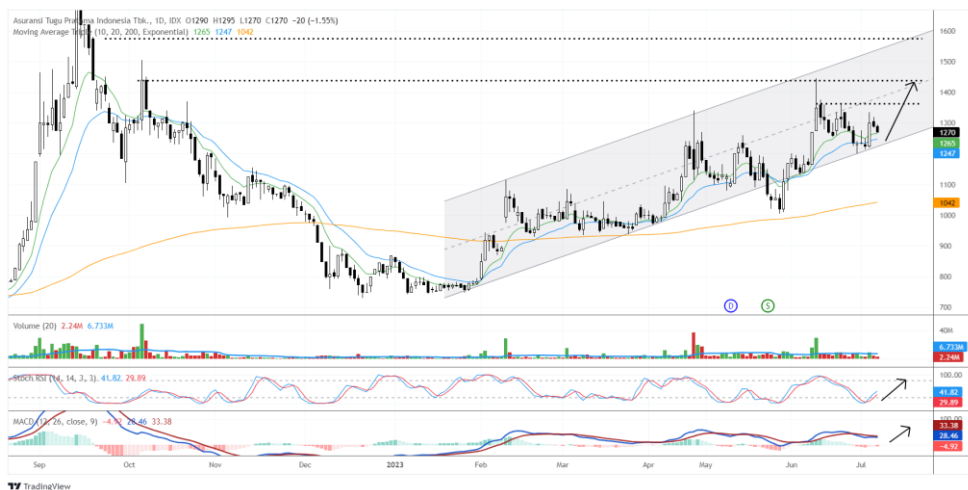 Asuransi Tugu Pratama Indonesia Tbk., 1D, IDX O1290 H1295 L1270 C1270 −20 (−1.55%)
Moving Average Triple (10, 20, 200, Exponential) 1265 1247 1042
1600
1500
1400
1300
1270
1265
1247
1100
1042
1000
900
800
700
D
S
Volume (20) 2.24M 6.733M
40M
6.733M
2.24M
Stoch RSI (14, 14, 3, 3) 41.82 29.89
100.00
41.82
29.89
MACD (12, 26, close, 9) −4.92 28.46 33.38
100.00
33.38
28.46
−4.92
Sep Oct Nov Dec 2023 Feb Mar Apr May Jun Jul
TradingView